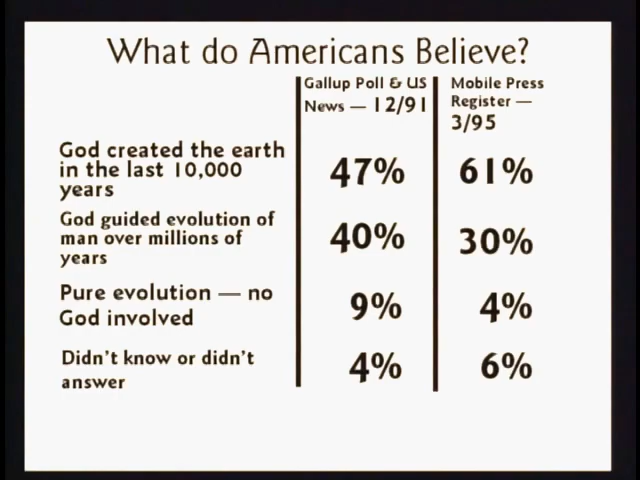 What do Americans Believe?
Gallup Poll & US
News — 12/91
Mobile Press
Register —
3/95
God created the earth
in the last 10,000
years
47%
61%
God guided evolution of
man over millions of
years
40%
30%
Pure evolution — no
God involved
9%
4%
Didn't know or didn't
answer
4%
6%